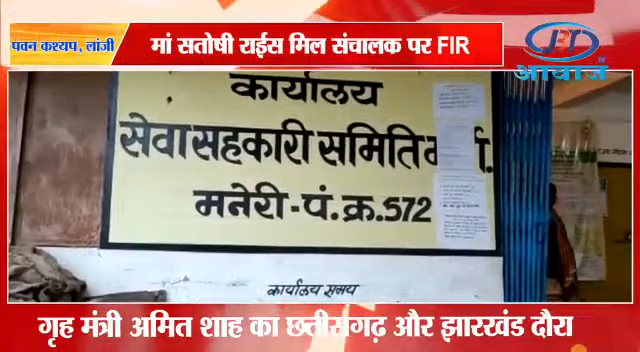 पवन कश्यप, लांजी
मां सतोषी राईस मिल संचालक पर FIR
आवाज
कार्यालय
सेवा सहकारी समिति
मनेरी - पं. क्र. 572
कार्यालय समय
गृह मंत्री अमित शाह का छत्तीसगढ़ और झारखंड दौरा